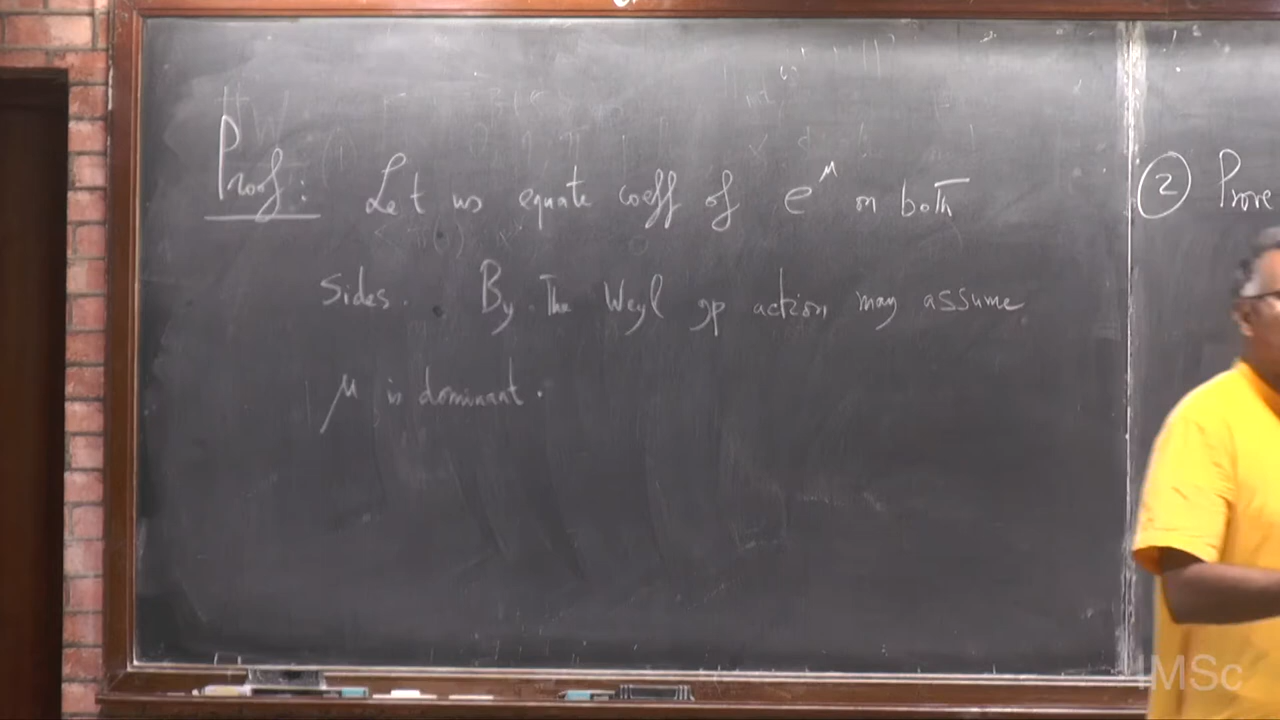 Proof: Let us equate coeff of e^μ on both
sides. By the Weyl gp action may assume
μ is dominant.
② Prove
IMSc